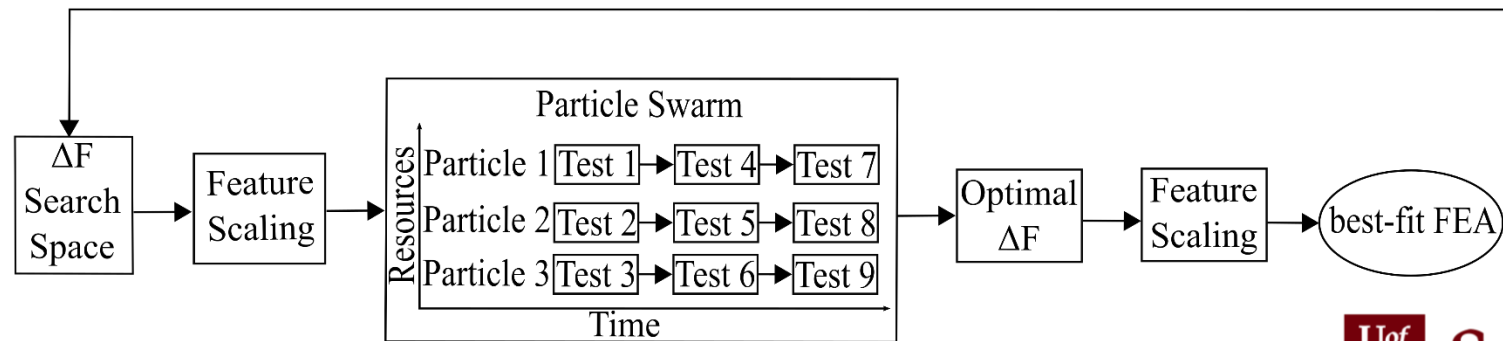 ΔF
Search
Space
Feature
Scaling
Particle Swarm
Resources
Particle 1 Test 1 Test 4 Test 7
Particle 2 Test 2 Test 5 Test 8
Particle 3 Test 3 Test 6 Test 9
Time
Optimal
ΔF
Feature
Scaling
best-fit FEA
Uof